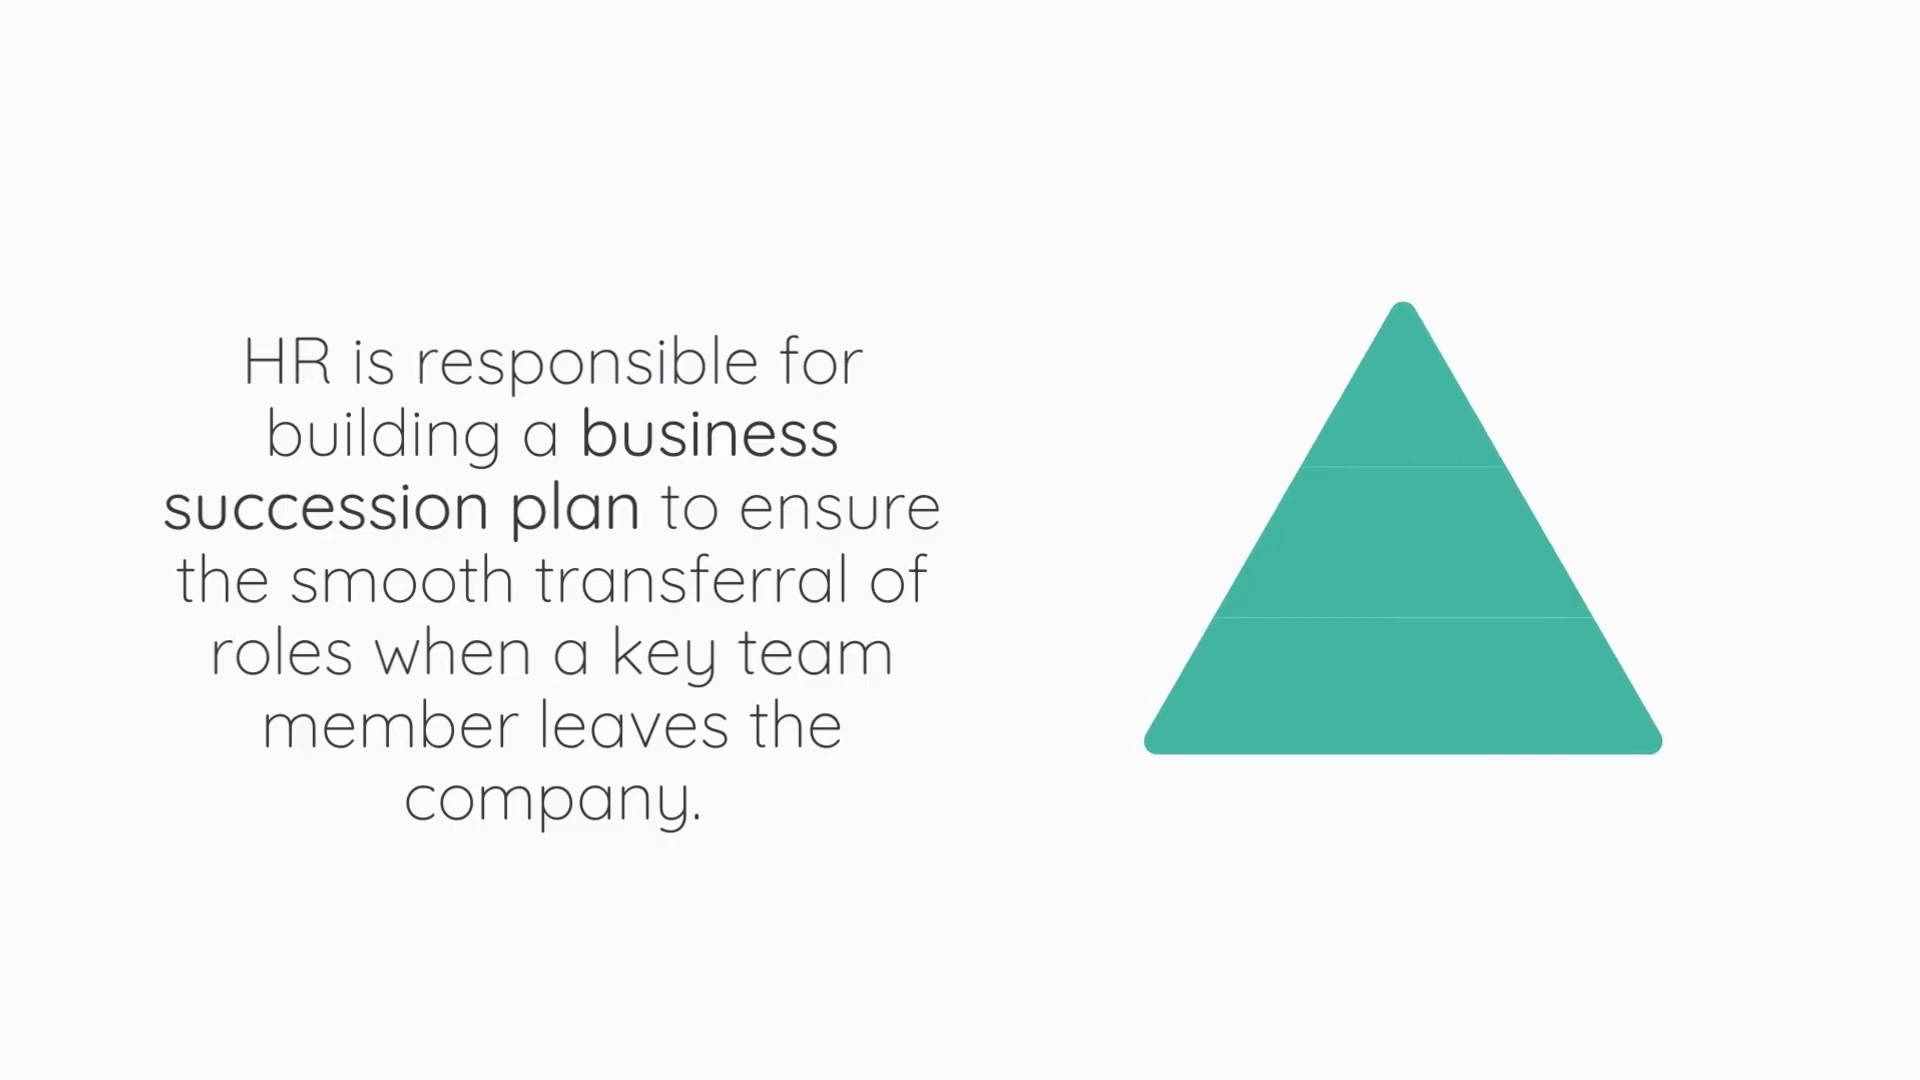 HR is responsible for
building a business
succession plan to ensure
the smooth transferral of
roles when a key team
member leaves the
company.